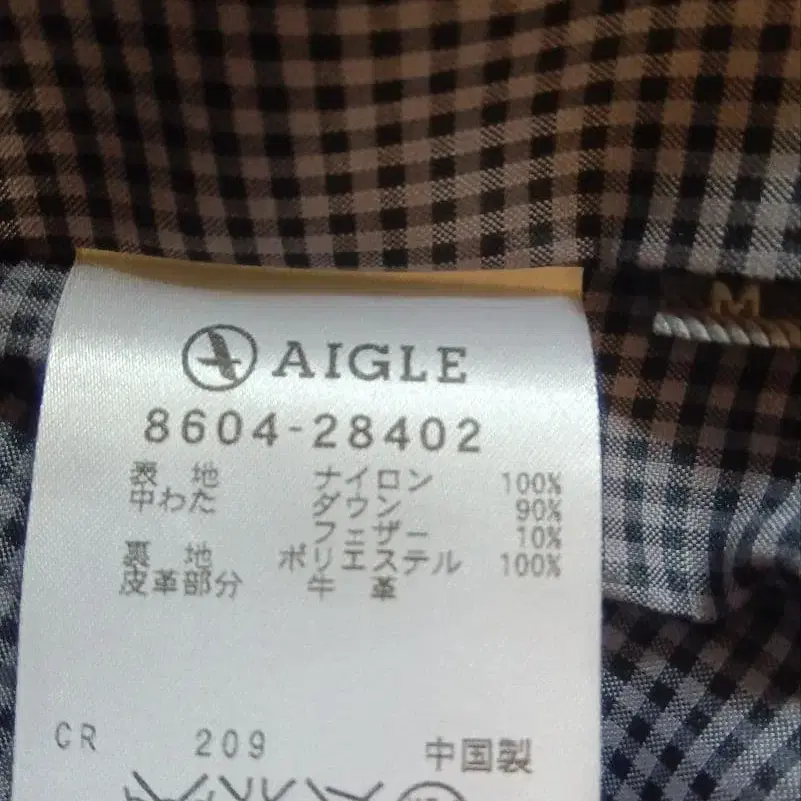 M
AIGLE
8604-28402
表 地 ナイロン 100%
中わた ダウン 90%
フェザー 10%
裏 地 ポリエステル 100%
皮革部分 牛 革
CR 209 中国製